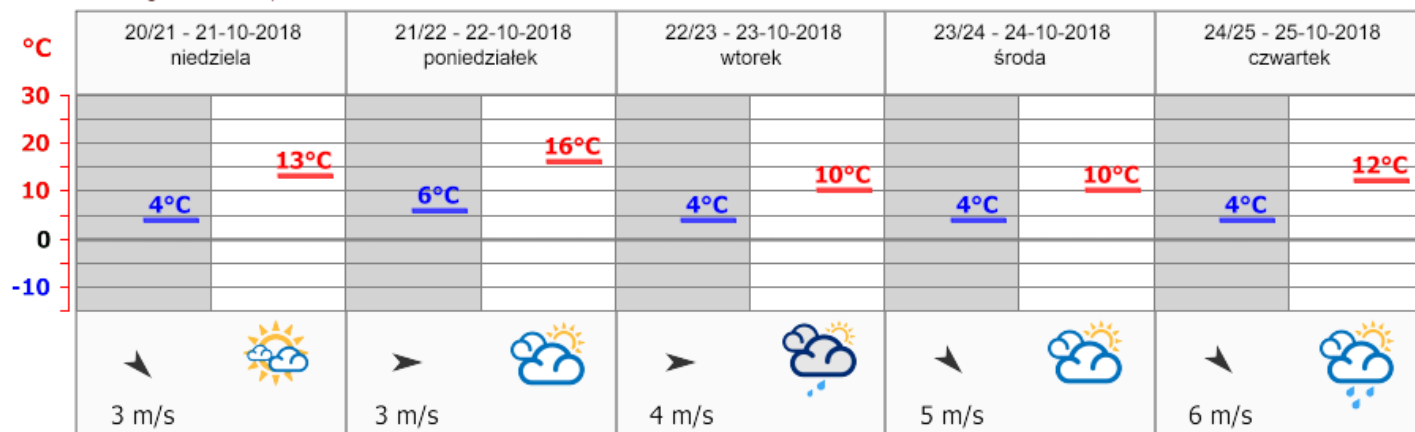 20/21 - 21-10-2018
niedziela
21/22 - 22-10-2018
poniedziałek
22/23 - 23-10-2018
wtorek
23/24 - 24-10-2018
środa
24/25 - 25-10-2018
czwartek
°C
30
20
10
0
-10
4°C
13°C
6°C
16°C
4°C
10°C
4°C
10°C
4°C
12°C
3 m/s
3 m/s
4 m/s
5 m/s
6 m/s